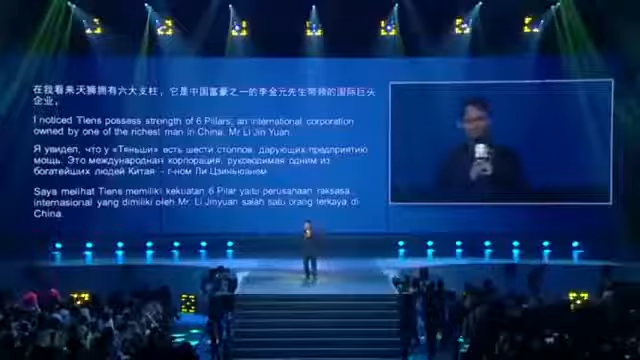 在我看来天狮拥有六大支柱，它是中国富豪之一的李金元先生带领的国际巨头
企业，
I noticed Tiens possess strength of 6 Pillars, an international corporation
owned by one of the richest man in China, Mr Li Jin Yuan.
Я увидел, что у «Тяньши» есть шести столпов, дарующих предприятию
мощь. Это международная корпорация, руководимая одним из
богатейших людей Китая - г-ном Ли Цзиньюанем.
Saya melihat Tiens memiliki kekuatan 6 Pilar yaitu perusahaan raksasa
internasional yang dimiliki oleh Mr. Li Jinyuan salah satu orang terkaya di
China.